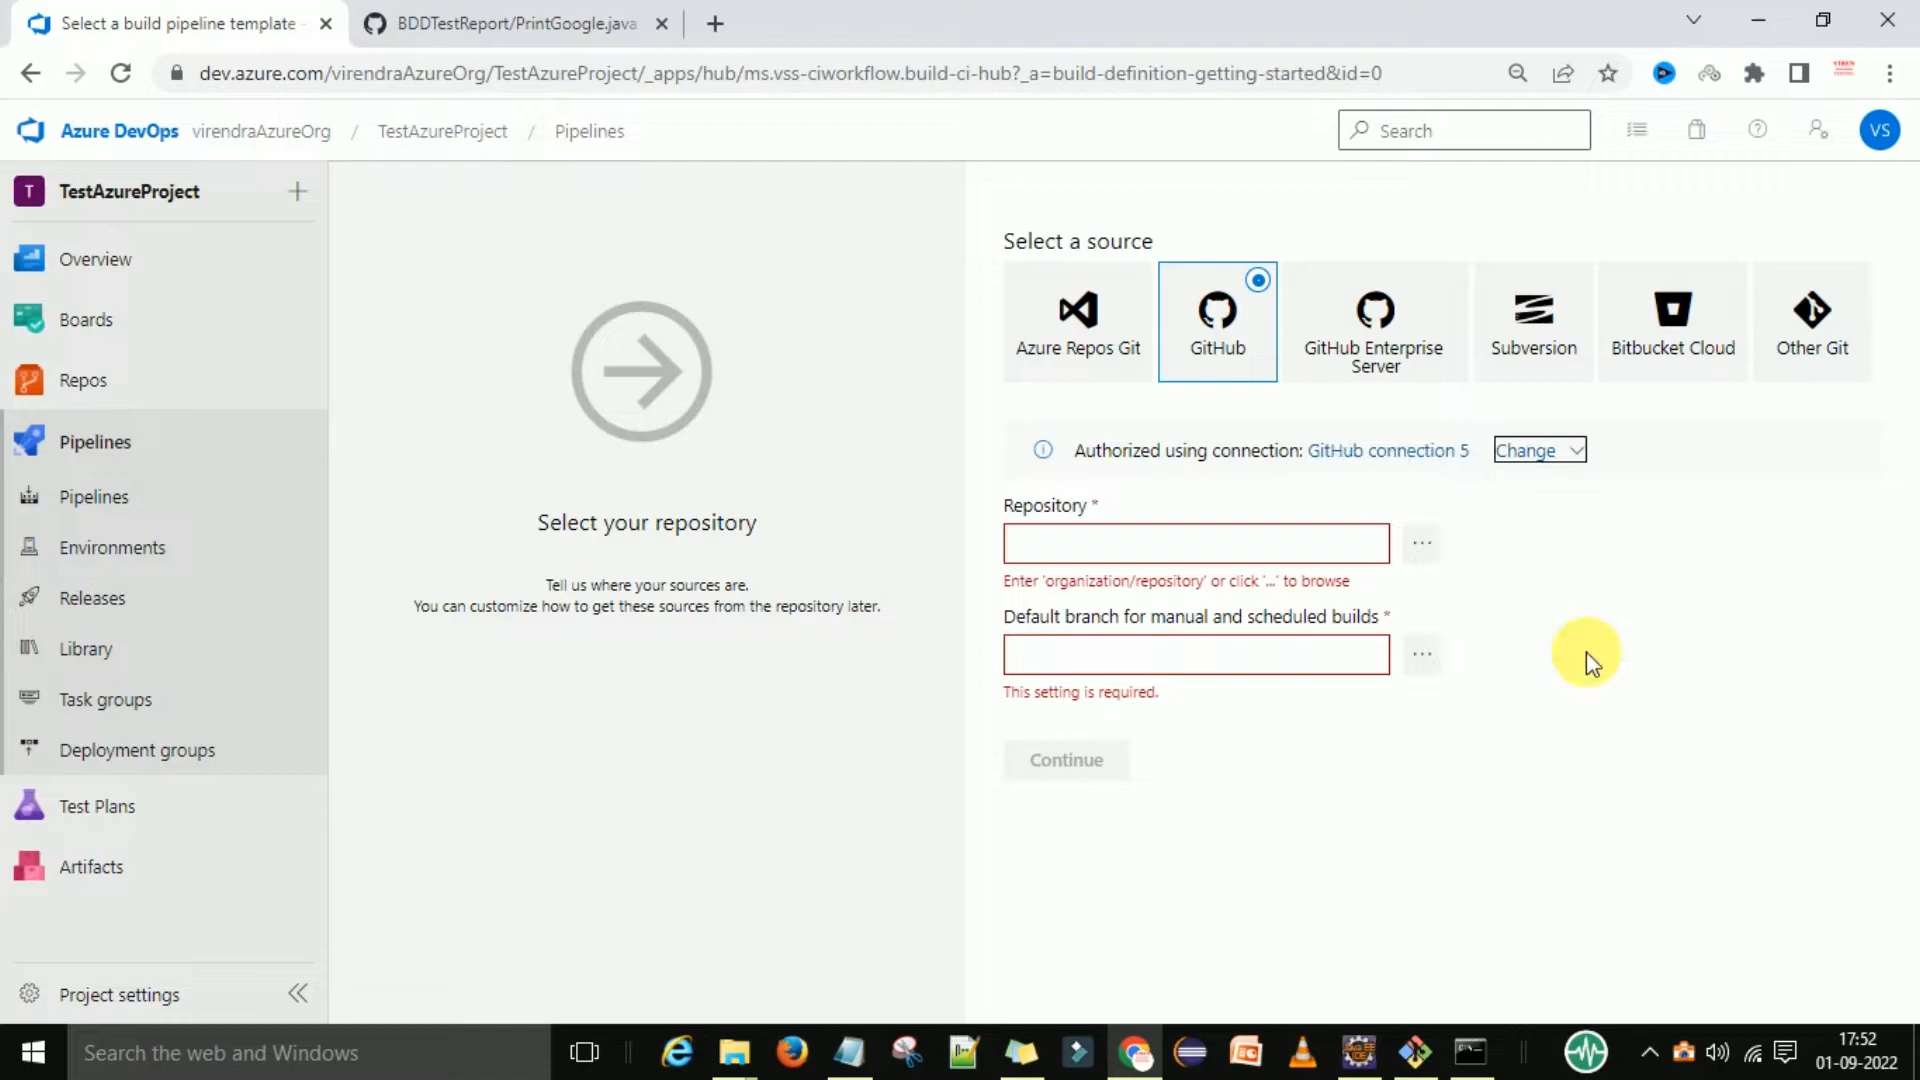 Select a build pipeline template -
BDDTestReport/PrintGoogle.java
dev.azure.com/virendraAzureOrg/TestAzureProject/_apps/hub/ms.vss-ciworkflow.build-ci-hub?_a=build-definition-getting-started&id=0
Azure DevOps virendraAzureOrg / TestAzureProject / Pipelines
Search
VS
T TestAzureProject
Overview
Boards
Repos
Pipelines
Pipelines
Environments
Releases
Library
Task groups
Deployment groups
Test Plans
Artifacts
Project settings
Select your repository
Tell us where your sources are.
You can customize how to get these sources from the repository later.
Select a source
Azure Repos Git
GitHub
GitHub Enterprise
Server
Subversion
Bitbucket Cloud
Other Git
Authorized using connection: GitHub connection 5 Change
Repository *
...
Enter 'organization/repository' or click '...' to browse
Default branch for manual and scheduled builds *
...
This setting is required.
Continue
Search the web and Windows
17:52
01-09-2022